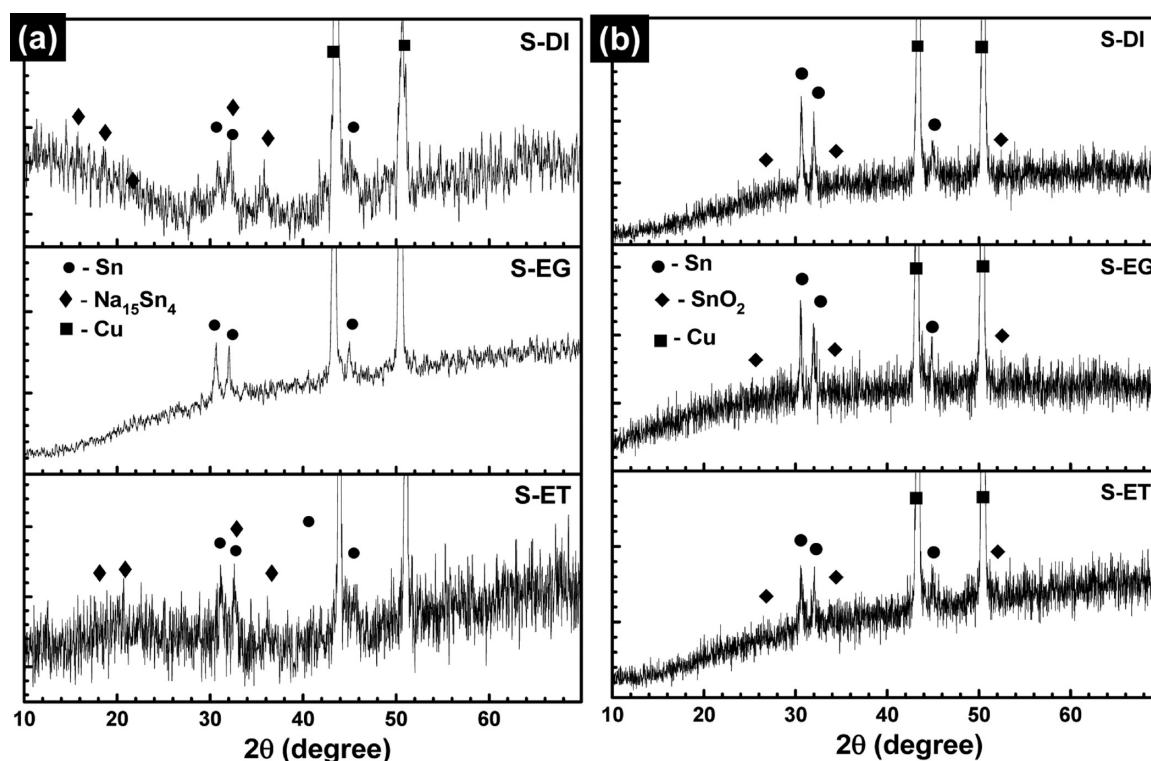 (a)
S-DI
S-EG
● - Sn
◆ - Na₁₅Sn₄
■ - Cu
S-ET
10 20 30 40 50 60
2θ (degree)
(b)
S-DI
S-EG
● - Sn
◆ - SnO₂
■ - Cu
S-ET
10 20 30 40 50 60
2θ (degree)